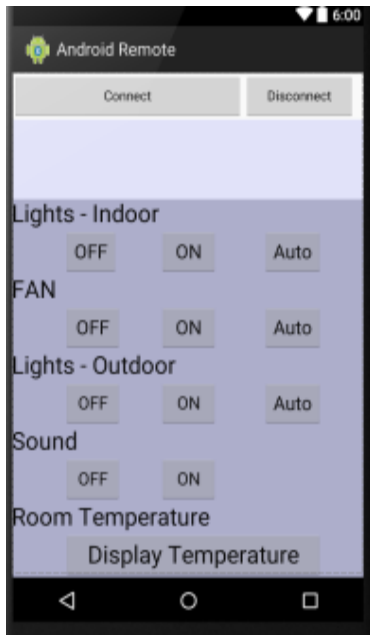 6:00
Android Remote
Connect Disconnect
Lights - Indoor
OFF ON Auto
FAN
OFF ON Auto
Lights - Outdoor
OFF ON Auto
Sound
OFF ON
Room Temperature
Display Temperature